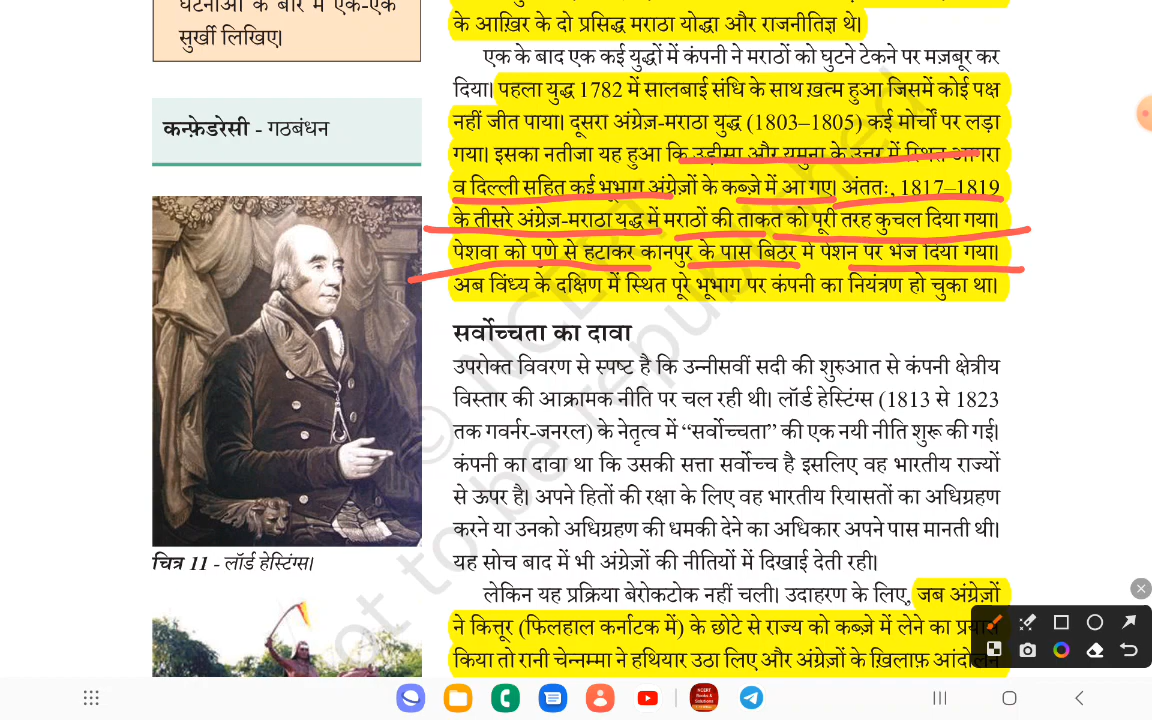 घटनाओं के बारे में एक-एक
सुर्खी लिखिए।
कन्फ़ेडरेसी - गठबंधन
चित्र 11 - लॉर्ड हेस्टिंग्स।
के आख़िर के दो प्रसिद्ध मराठा योद्धा और राजनीतिज्ञ थे।
एक के बाद एक कई युद्धों में कंपनी ने मराठों को घुटने टेकने पर मज़बूर कर
दिया। पहला युद्ध 1782 में सालबाई संधि के साथ ख़त्म हुआ जिसमें कोई पक्ष
नहीं जीत पाया। दूसरा अंग्रेज़-मराठा युद्ध (1803–1805) कई मोर्चों पर लड़ा
गया। इसका नतीजा यह हुआ कि उड़ीसा और यमुना के उत्तर में स्थित आगरा
व दिल्ली सहित कई भूभाग अंग्रेज़ों के कब्ज़े में आ गए। अंततः, 1817–1819
के तीसरे अंग्रेज़-मराठा युद्ध में मराठों की ताकत को पूरी तरह कुचल दिया गया।
पेशवा को पुणे से हटाकर कानपुर के पास बिठूर में पेंशन पर भेज दिया गया।
अब विंध्य के दक्षिण में स्थित पूरे भूभाग पर कंपनी का नियंत्रण हो चुका था।
सर्वोच्चता का दावा
उपरोक्त विवरण से स्पष्ट है कि उन्नीसवीं सदी की शुरुआत से कंपनी क्षेत्रीय
विस्तार की आक्रामक नीति पर चल रही थी। लॉर्ड हेस्टिंग्स (1813 से 1823
तक गवर्नर-जनरल) के नेतृत्व में “सर्वोच्चता” की एक नयी नीति शुरू की गई।
कंपनी का दावा था कि उसकी सत्ता सर्वोच्च है इसलिए वह भारतीय राज्यों
से ऊपर है। अपने हितों की रक्षा के लिए वह भारतीय रियासतों का अधिग्रहण
करने या उनको अधिग्रहण की धमकी देने का अधिकार अपने पास मानती थी।
यह सोच बाद में भी अंग्रेज़ों की नीतियों में दिखाई देती रही।
लेकिन यह प्रक्रिया बेरोकटोक नहीं चली। उदाहरण के लिए, जब अंग्रेज़ों
ने कित्तूर (फ़िलहाल कर्नाटक में) के छोटे से राज्य को कब्ज़े में लेने का प्रयास
किया तो रानी चेन्नम्मा ने हथियार उठा लिए और अंग्रेज़ों के ख़िलाफ़ आंदोलन
© NCERT
not to be republished